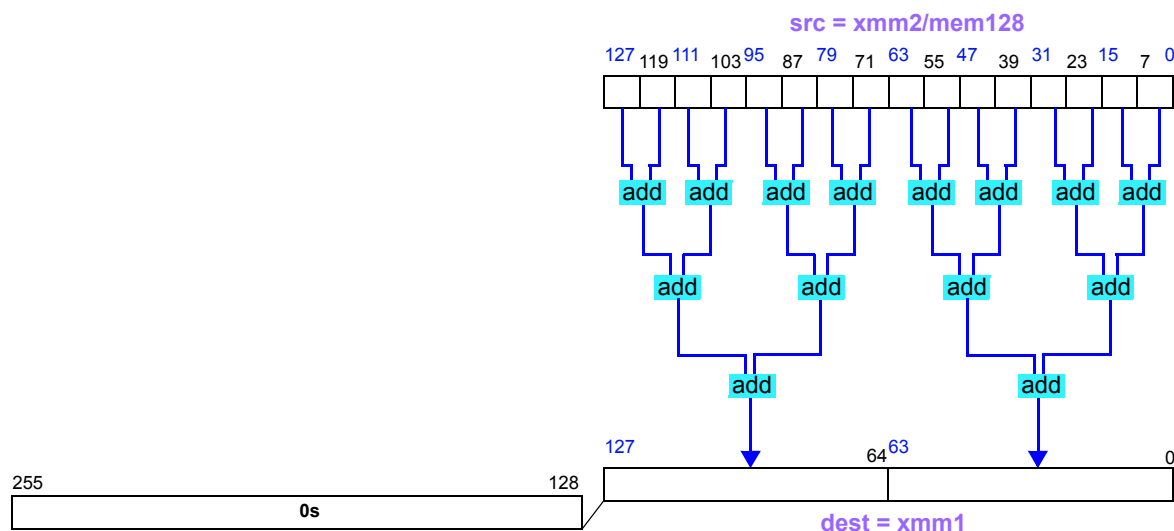 src = xmm2/mem128
127 119 111 103 95 87 79 71 63 55 47 39 31 23 15 7 0
add add add add add add add add
add add add add
add add
127 64 63 0
255 128
0s
dest = xmm1